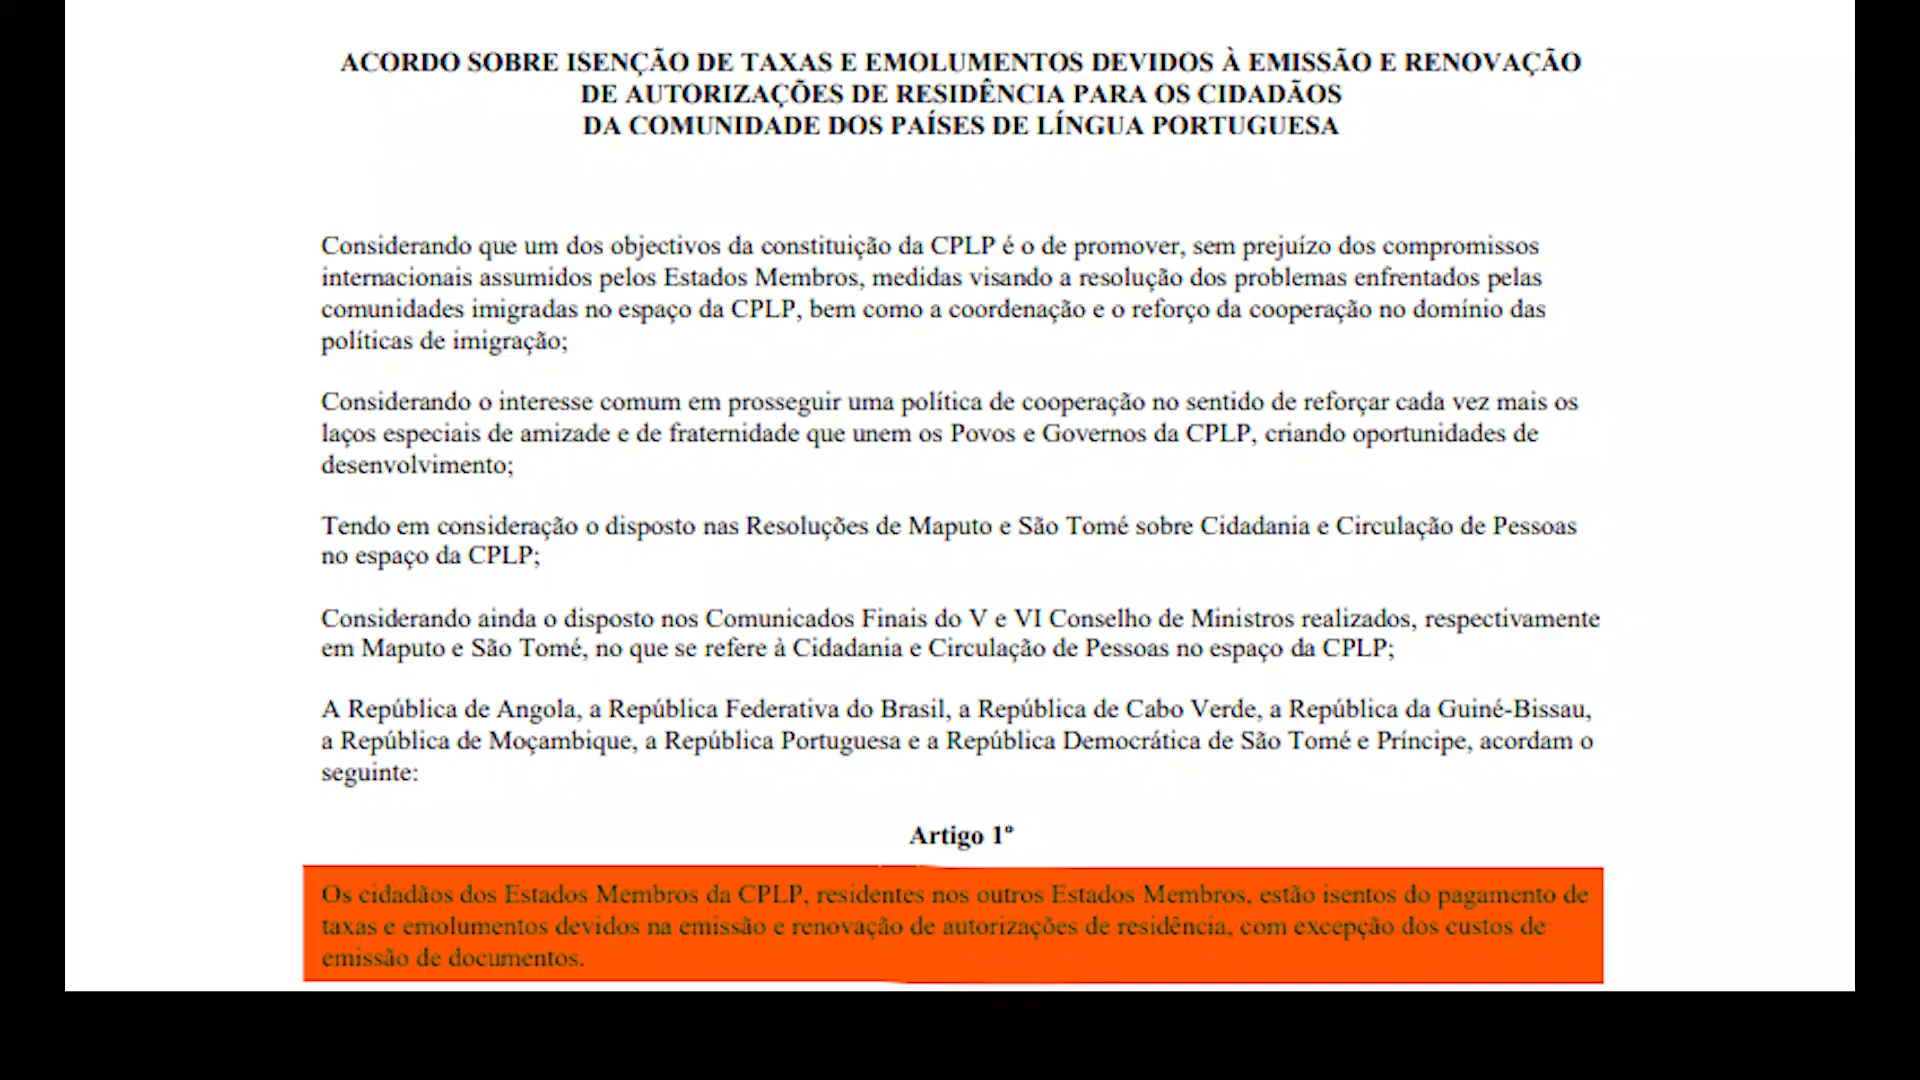 ACORDO SOBRE ISENÇÃO DE TAXAS E EMOLUMENTOS DEVIDOS À EMISSÃO E RENOVAÇÃO
DE AUTORIZAÇÕES DE RESIDÊNCIA PARA OS CIDADÃOS
DA COMUNIDADE DOS PAÍSES DE LÍNGUA PORTUGUESA
Considerando que um dos objectivos da constituição da CPLP é o de promover, sem prejuízo dos compromissos
internacionais assumidos pelos Estados Membros, medidas visando a resolução dos problemas enfrentados pelas
comunidades imigradas no espaço da CPLP, bem como a coordenação e o reforço da cooperação no domínio das
políticas de imigração;
Considerando o interesse comum em prosseguir uma política de cooperação no sentido de reforçar cada vez mais os
laços especiais de amizade e de fraternidade que unem os Povos e Governos da CPLP, criando oportunidades de
desenvolvimento;
Tendo em consideração o disposto nas Resoluções de Maputo e São Tomé sobre Cidadania e Circulação de Pessoas
no espaço da CPLP;
Considerando ainda o disposto nos Comunicados Finais do V e VI Conselho de Ministros realizados, respectivamente
em Maputo e São Tomé, no que se refere à Cidadania e Circulação de Pessoas no espaço da CPLP;
A República de Angola, a República Federativa do Brasil, a República de Cabo Verde, a República da Guiné-Bissau,
a República de Moçambique, a República Portuguesa e a República Democrática de São Tomé e Príncipe, acordam o
seguinte:
Artigo 1º
Os cidadãos dos Estados Membros da CPLP, residentes nos outros Estados Membros, estão isentos do pagamento de
taxas e emolumentos devidos na emissão e renovação de autorizações de residência, com excepção dos custos de
emissão de documentos.